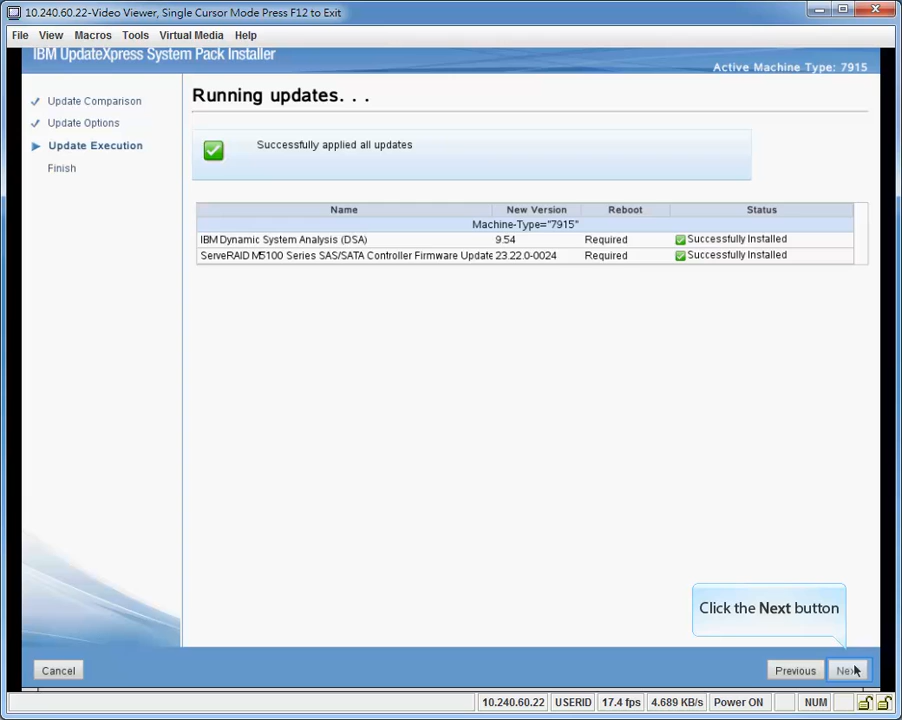 10.240.60.22-Video Viewer, Single Cursor Mode Press F12 to Exit
File View Macros Tools Virtual Media Help
IBM UpdateXpress System Pack Installer
Active Machine Type: 7915
Update Comparison
Update Options
Update Execution
Finish
Running updates. . .
Successfully applied all updates
Name New Version Reboot Status
Machine-Type="7915"
IBM Dynamic System Analysis (DSA) 9.54 Required Successfully Installed
ServeRAID M5100 Series SAS/SATA Controller Firmware Update 23.22.0-0024 Required Successfully Installed
Click the Next button
Cancel Previous Next
10.240.60.22 USERID 17.4 fps 4.689 KB/s Power ON NUM